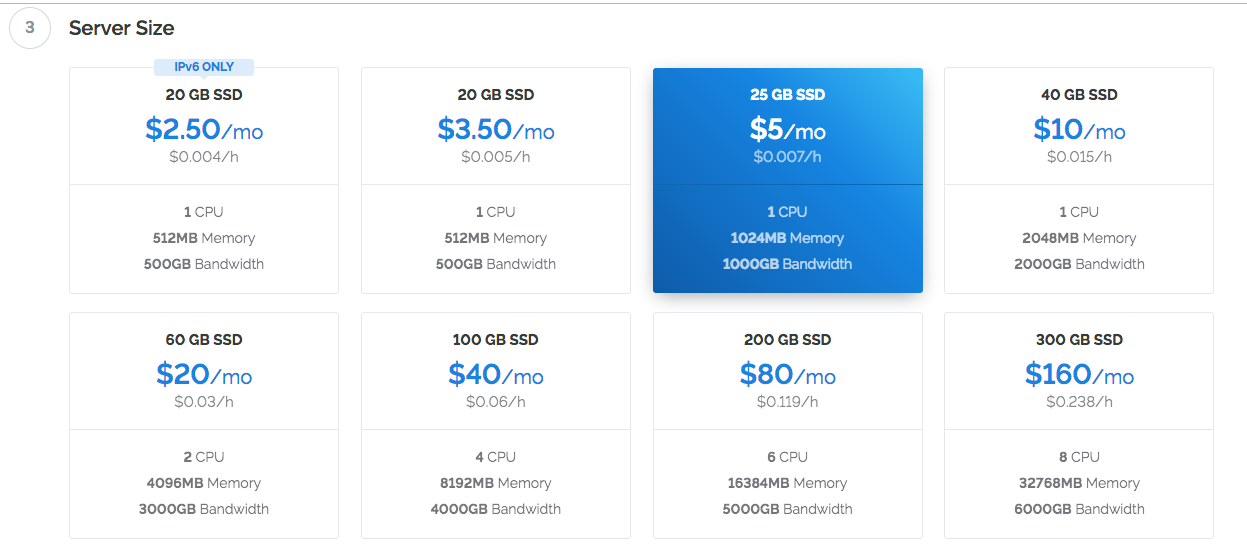 3
Server Size
IPv6 ONLY
20 GB SSD
$2.50/mo
$0.004/h
1 CPU
512MB Memory
500GB Bandwidth
20 GB SSD
$3.50/mo
$0.005/h
1 CPU
512MB Memory
500GB Bandwidth
25 GB SSD
$5/mo
$0.007/h
1 CPU
1024MB Memory
1000GB Bandwidth
40 GB SSD
$10/mo
$0.015/h
1 CPU
2048MB Memory
2000GB Bandwidth
60 GB SSD
$20/mo
$0.03/h
2 CPU
4096MB Memory
3000GB Bandwidth
100 GB SSD
$40/mo
$0.06/h
4 CPU
8192MB Memory
4000GB Bandwidth
200 GB SSD
$80/mo
$0.119/h
6 CPU
16384MB Memory
5000GB Bandwidth
300 GB SSD
$160/mo
$0.238/h
8 CPU
32768MB Memory
6000GB Bandwidth